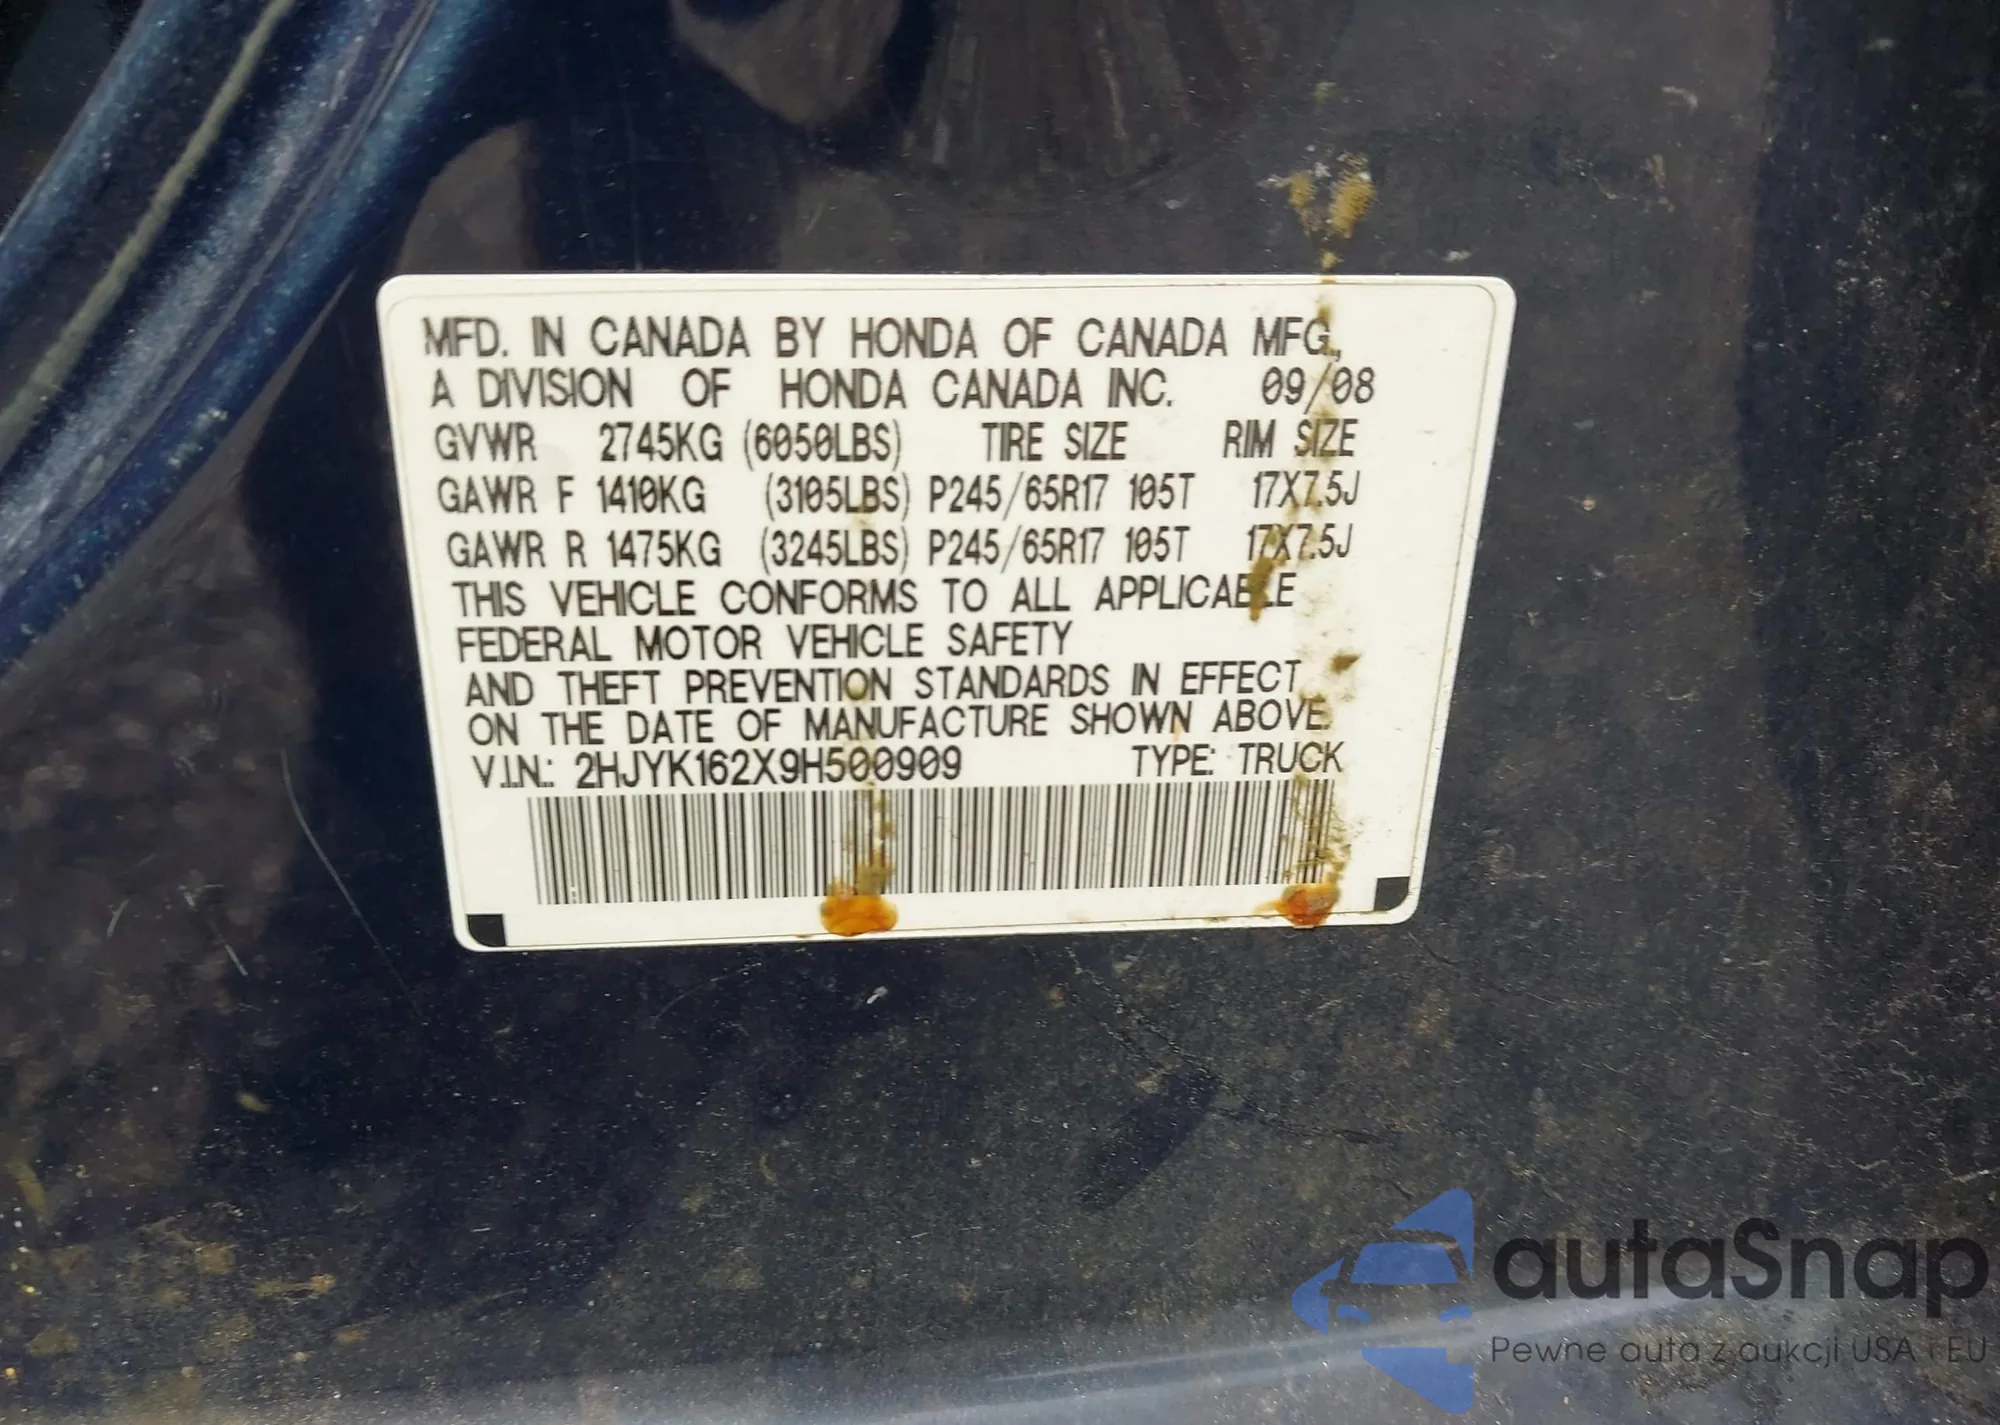 MFD. IN CANADA BY HONDA OF CANADA MFG.,
A DIVISION OF HONDA CANADA INC. 09/08
GVWR 2745KG (6050LBS) TIRE SIZE RIM SIZE
GAWR F 1410KG (3105LBS) P245/65R17 105T 17X7.5J
GAWR R 1475KG (3245LBS) P245/65R17 105T 17X7.5J
THIS VEHICLE CONFORMS TO ALL APPLICABLE
FEDERAL MOTOR VEHICLE SAFETY
AND THEFT PREVENTION STANDARDS IN EFFECT
ON THE DATE OF MANUFACTURE SHOWN ABOVE.
V.I.N.: 2HJYK162X9H500909 TYPE: TRUCK
autaSnap
Pewne auta z aukcji USA i EU